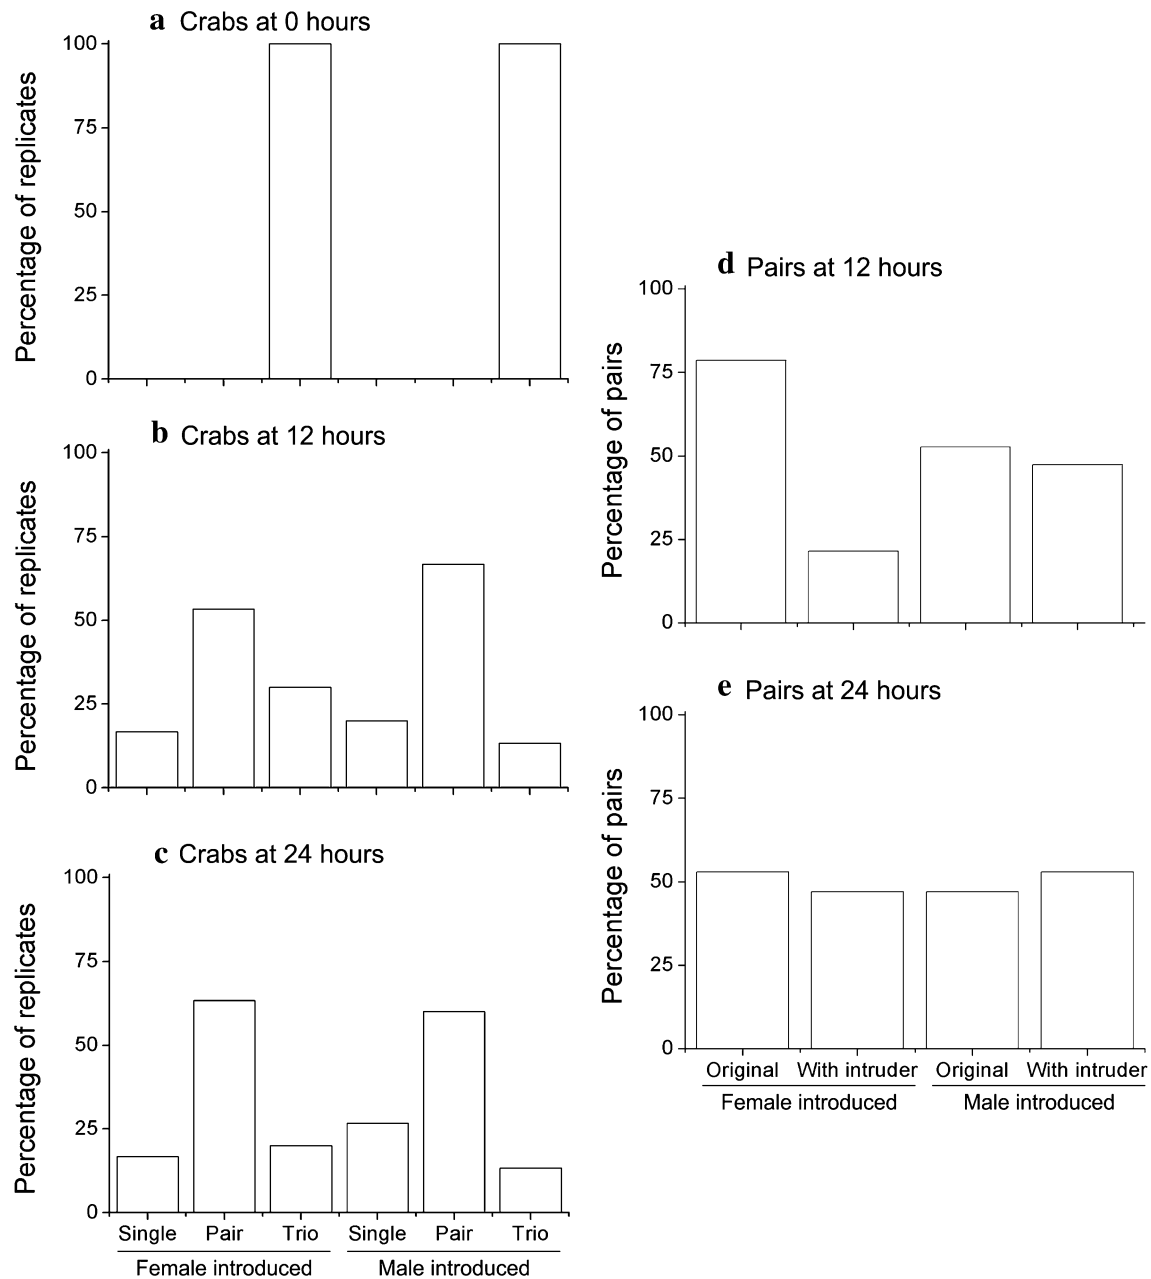 a Crabs at 0 hours
Percentage of replicates
100
75
50
25
0
b Crabs at 12 hours
Percentage of replicates
100
75
50
25
0
c Crabs at 24 hours
Percentage of replicates
100
75
50
25
0
Single Pair Trio Single Pair Trio
Female introduced Male introduced
d Pairs at 12 hours
Percentage of pairs
100
75
50
25
0
e Pairs at 24 hours
Percentage of pairs
100
75
50
25
0
Original With intruder Original With intruder
Female introduced Male introduced